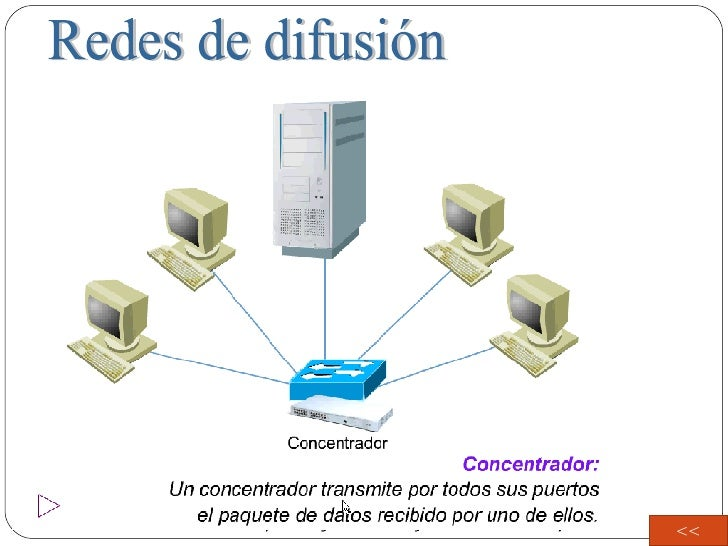 Redes de difusión
Concentrador
Concentrador:
Un concentrador transmite por todos sus puertos
el paquete de datos recibido por uno de ellos.
<<